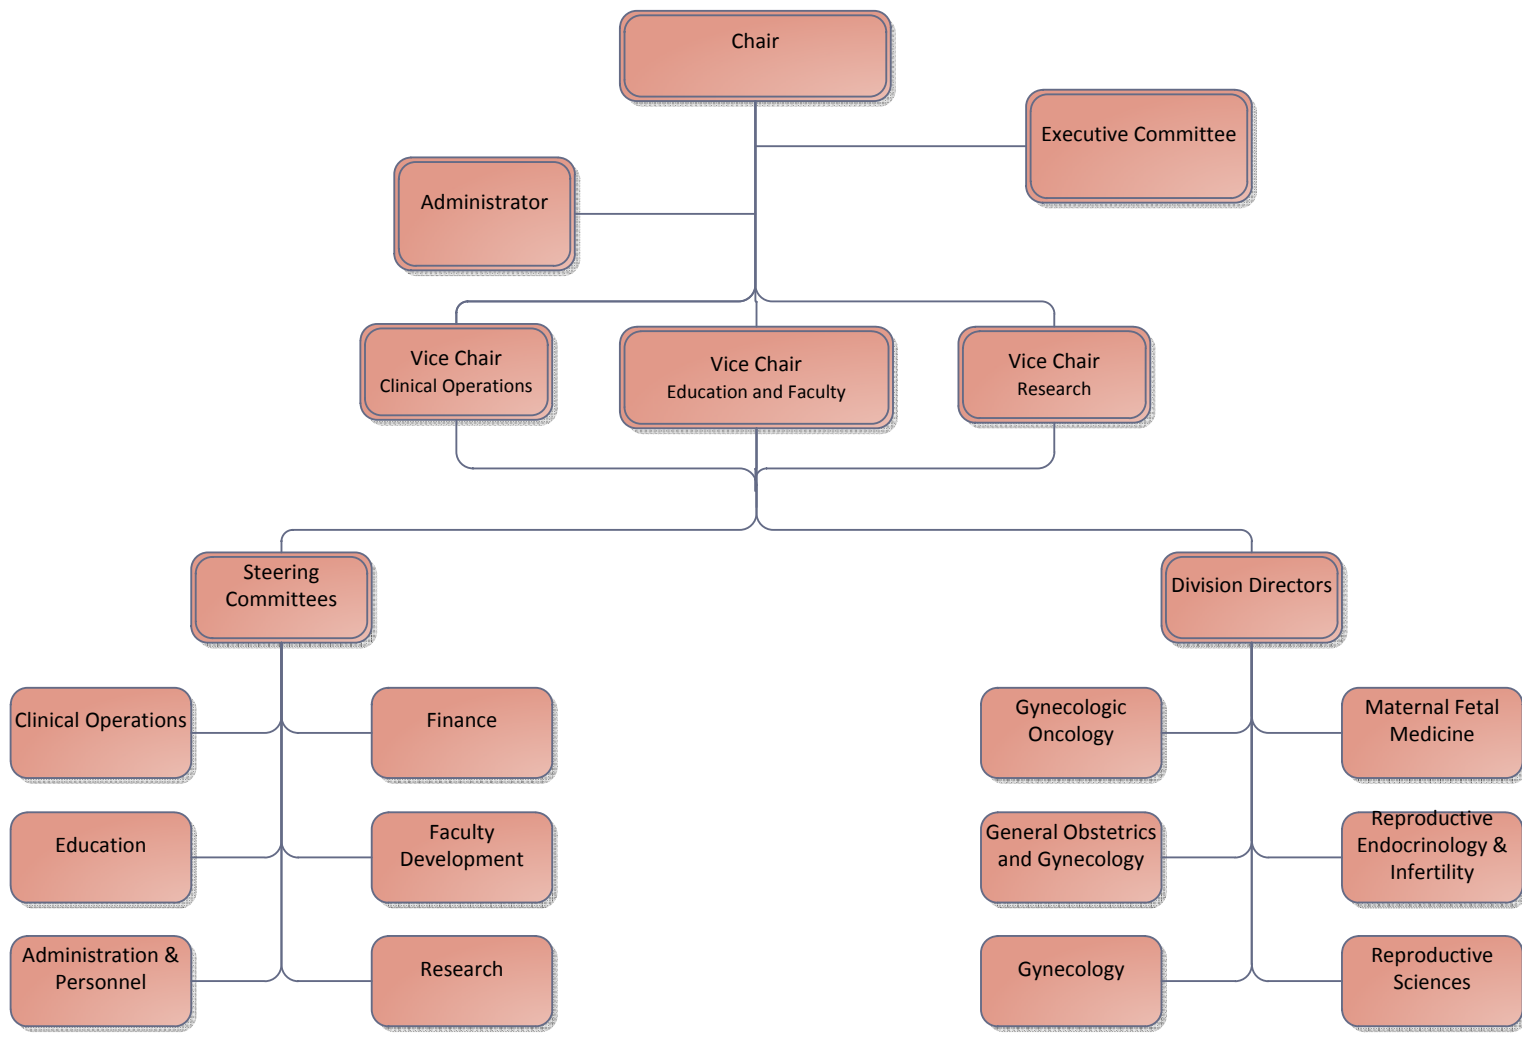 Chair
Executive Committee
Administrator
Vice Chair
Clinical Operations
Vice Chair
Education and Faculty
Vice Chair
Research
Steering
Committees
Division Directors
Clinical Operations
Finance
Gynecologic
Oncology
Maternal Fetal
Medicine
Education
Faculty
Development
General Obstetrics
and Gynecology
Reproductive
Endocrinology &
Infertility
Administration &
Personnel
Research
Gynecology
Reproductive
Sciences